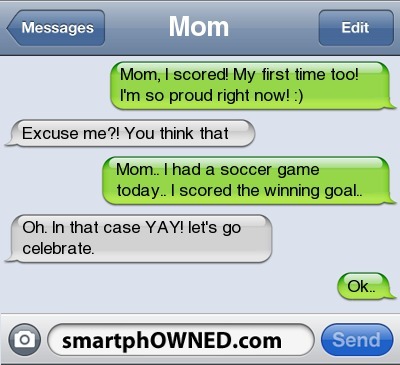 Messages
Mom
Edit
Mom, I scored! My first time too!
I'm so proud right now! :)
Excuse me?! You think that
Mom.. I had a soccer game
today.. I scored the winning goal..
Oh. In that case YAY! let's go
celebrate.
Ok..
smartphOWNED.com
Send